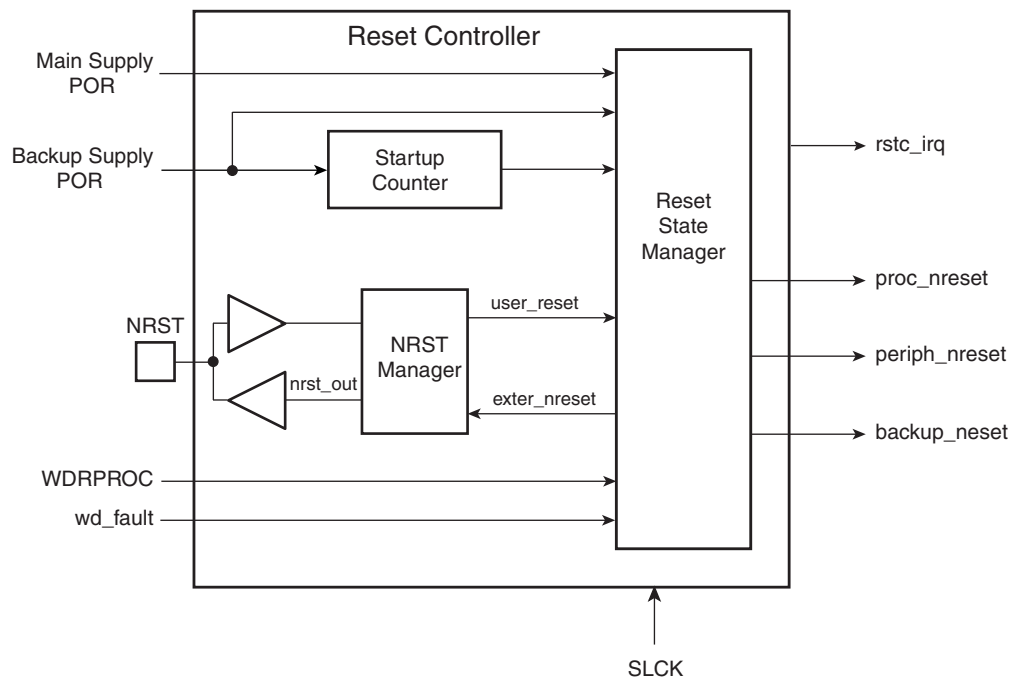 Reset Controller
Main Supply
POR
Backup Supply
POR
Startup
Counter
Reset
State
Manager
rstc_irq
proc_nreset
periph_nreset
backup_neset
NRST
user_reset
NRST
Manager
nrst_out
exter_nreset
WDRPROC
wd_fault
SLCK